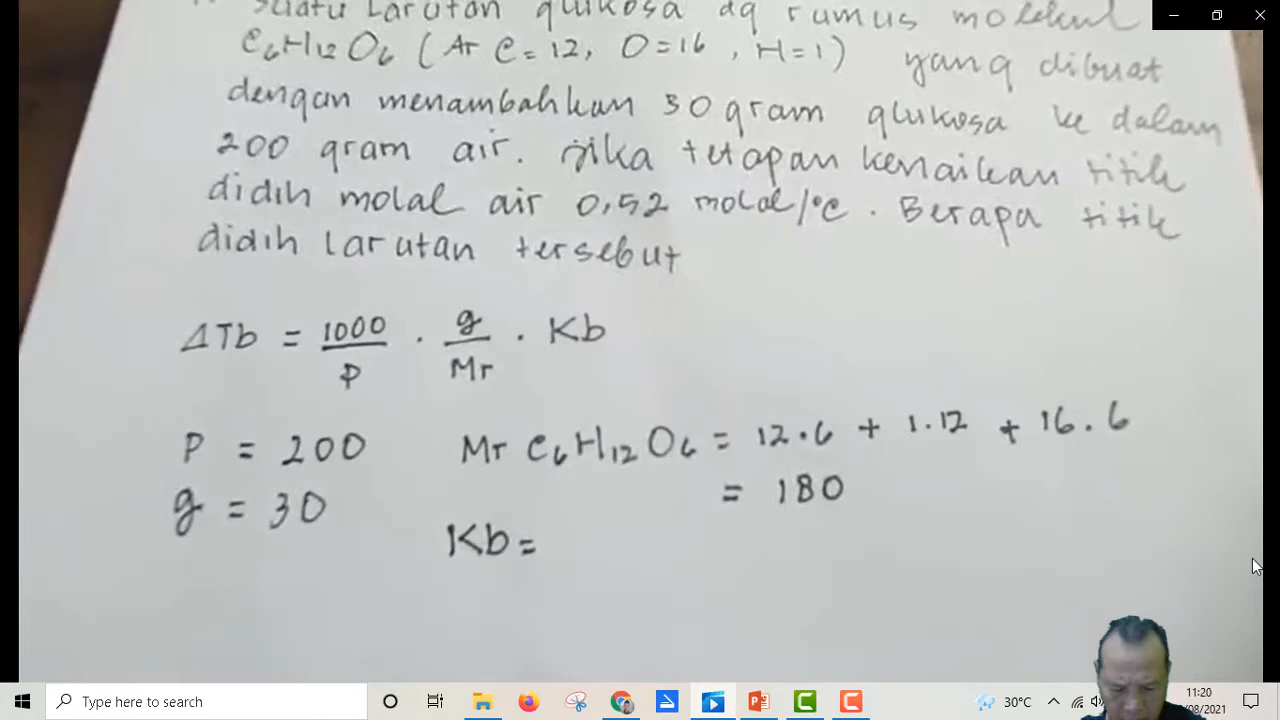 Suatu Larutan glukosa dg rumus molekul
C6H12O6 (Ar C = 12, O = 16, H = 1) yang dibuat
dengan menambahkan 30 gram glukosa ke dalam
200 gram air. jika tetapan kenaikan titik
didih molal air 0,52 molal/°C. Berapa titik
didih larutan tersebut
ΔTb = 1000/P . g/Mr . Kb
P = 200 Mr C6H12O6 = 12.6 + 1.12 + 16.6
g = 30 = 180
Kb =
Type here to search
30°C
11:20
/08/2021